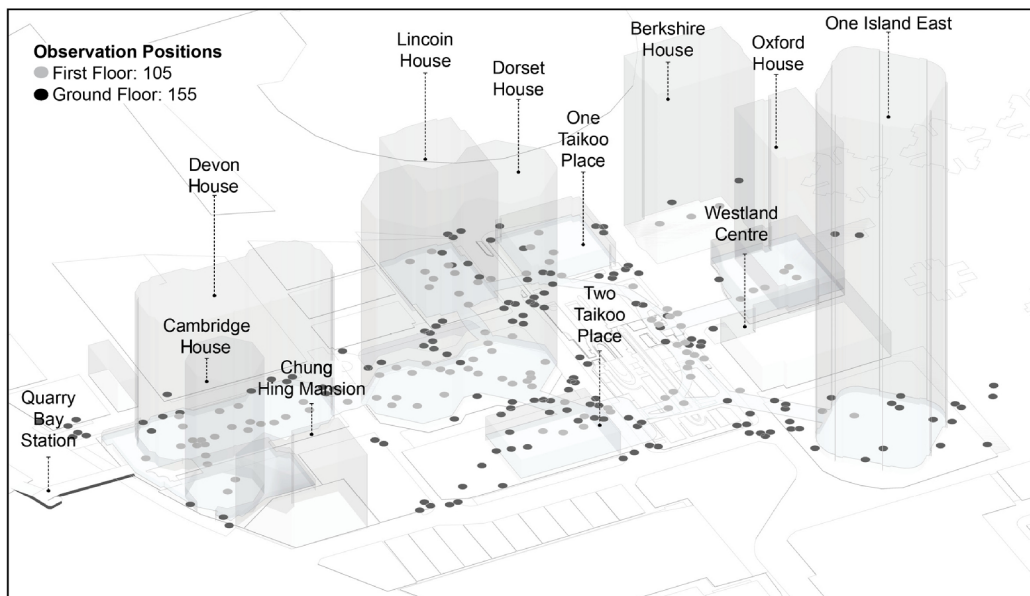 Observation Positions
First Floor: 105
Ground Floor: 155
Devon
House
Cambridge
House
Quarry
Bay
Station
Chung
Hing Mansion
Lincoin
House
Dorset
House
One
Taikoo
Place
Two
Taikoo
Place
Berkshire
House
Westland
Centre
Oxford
House
One Island East